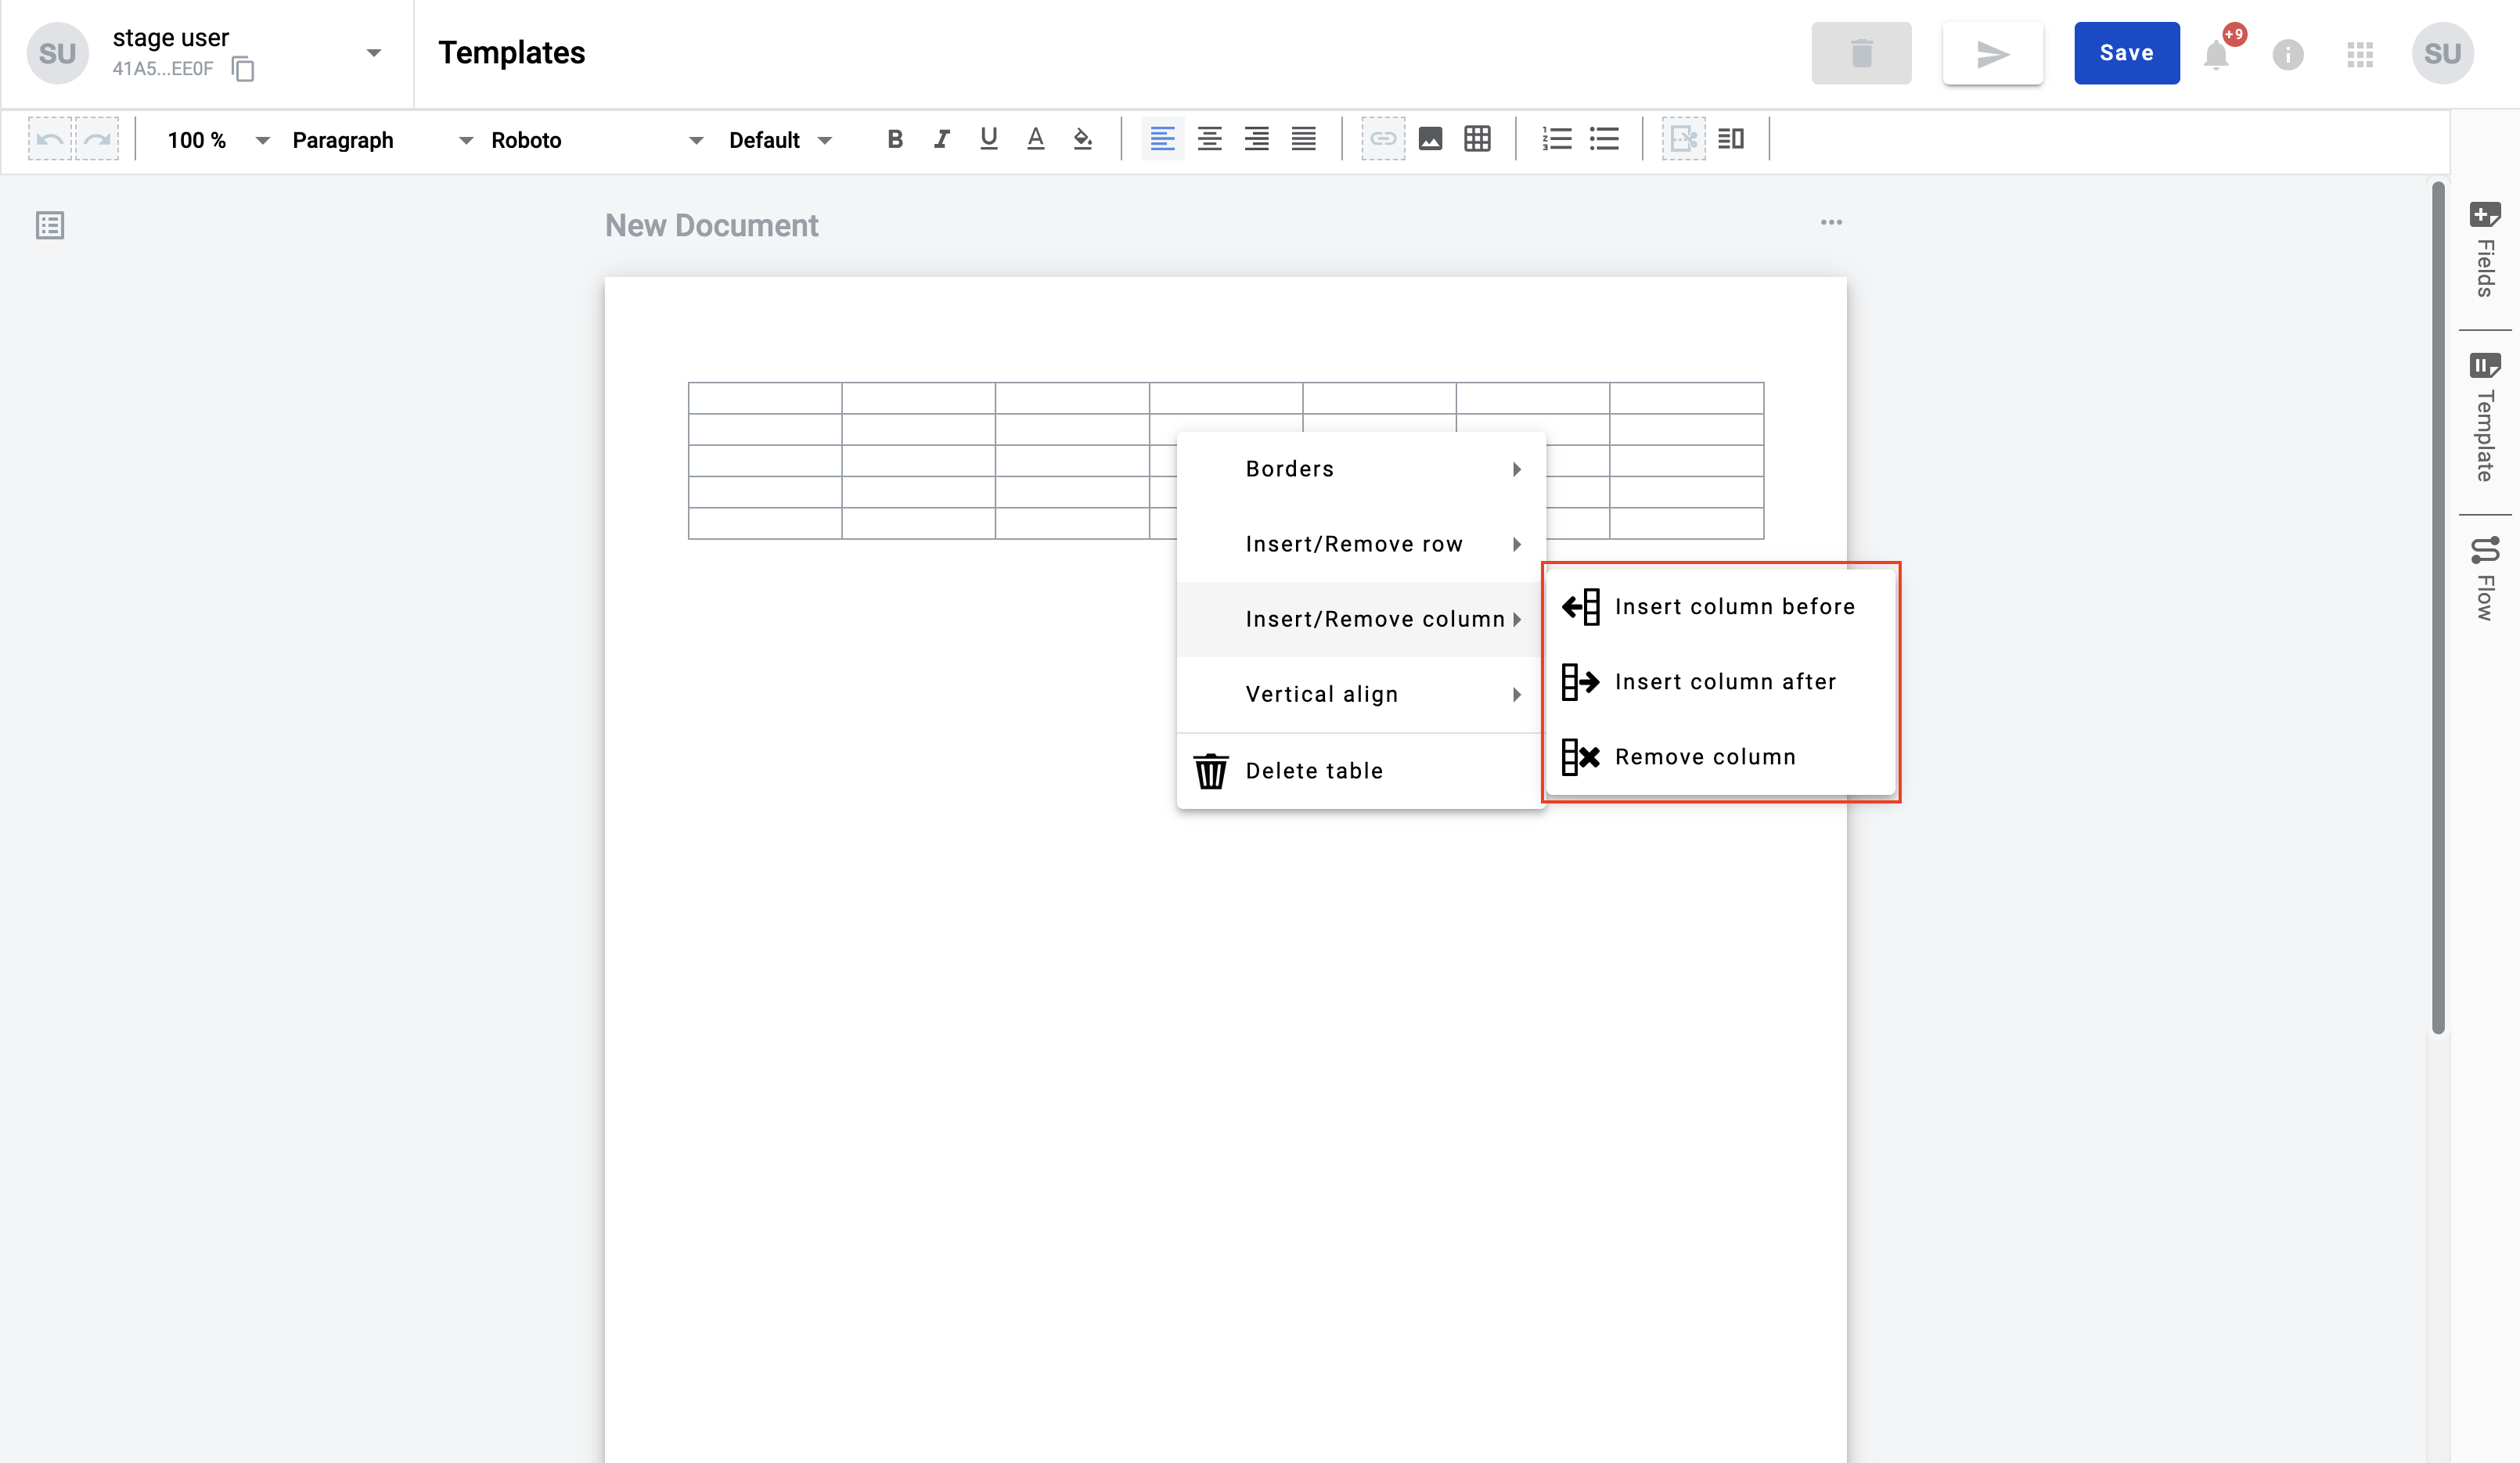 SU
stage user
41A5...EE0F
Templates
Save
+9
SU
100 %
Paragraph
Roboto
Default
B
I
U
A
New Document
Fields
Template
Flow
Borders
Insert/Remove row
Insert/Remove column
Vertical align
Delete table
Insert column before
Insert column after
Remove column